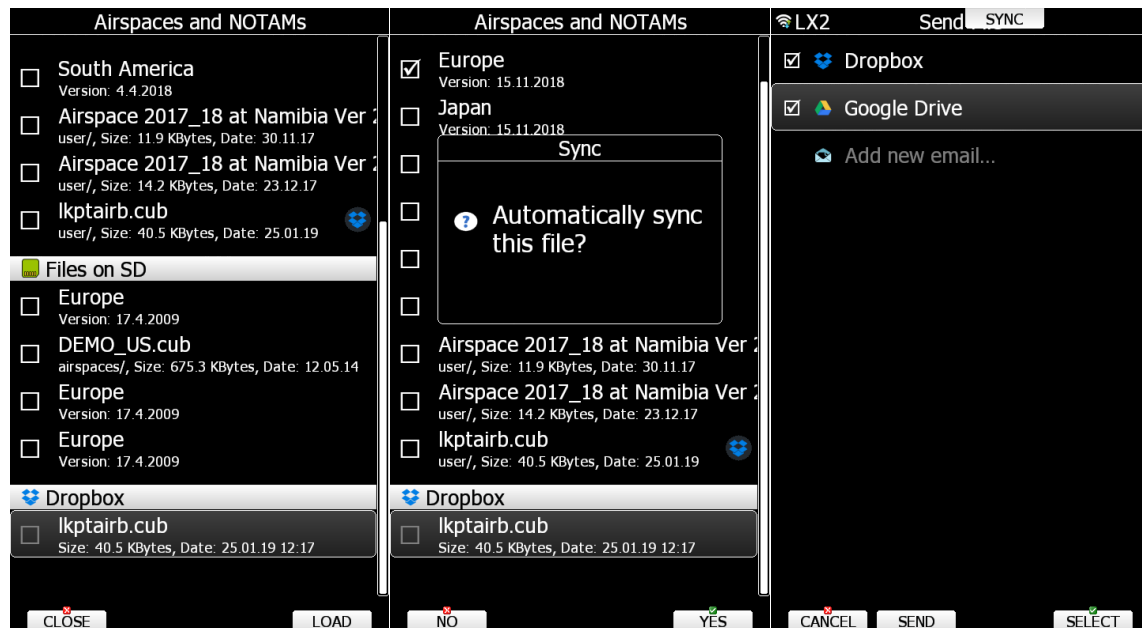 Airspaces and NOTAMs
South America
Version: 4.4.2018
Airspace 2017_18 at Namibia Ver
user/, Size: 11.9 KBytes, Date: 30.11.17
Airspace 2017_18 at Namibia Ver
user/, Size: 14.2 KBytes, Date: 23.12.17
lkptairb.cub
user/, Size: 40.5 KBytes, Date: 25.01.19
Files on SD
Europe
Version: 17.4.2009
DEMO_US.cub
airspaces/, Size: 675.3 KBytes, Date: 12.05.14
Europe
Version: 17.4.2009
Europe
Version: 17.4.2009
Dropbox
lkptairb.cub
Size: 40.5 KBytes, Date: 25.01.19 12:17
CLOSE
LOAD
Airspaces and NOTAMs
Europe
Version: 15.11.2018
Japan
Version: 15.11.2018
Sync
Automatically sync
this file?
Airspace 2017_18 at Namibia Ver
user/, Size: 11.9 KBytes, Date: 30.11.17
Airspace 2017_18 at Namibia Ver
user/, Size: 14.2 KBytes, Date: 23.12.17
lkptairb.cub
user/, Size: 40.5 KBytes, Date: 25.01.19
Dropbox
lkptairb.cub
Size: 40.5 KBytes, Date: 25.01.19 12:17
NO
YES
LX2 Send
SYNC
Dropbox
Google Drive
Add new email...
CANCEL
SEND
SELECT